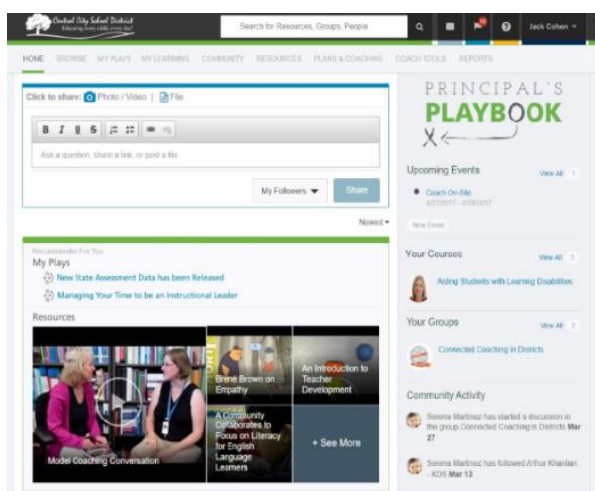 Central City School District
Educating every child, every day!
Search for Resources, Groups, People
Jack Cohen
HOME BROWSE MY PLAYS MY LEARNING COMMUNITY RESOURCES PLANS & COACHING COACH TOOLS REPORTS
Click to share: Photo / Video | File
B I U S
Ask a question, share a link, or post a file
My Followers Share
Newest
Recommended For You
My Plays
New State Assessment Data has been Released
Managing Your Time to be an Instructional Leader
Resources
Model Coaching Conversation
Brené Brown on
Empathy
An Introduction to
Teacher
Development
A Community
Collaborates to
Focus on Literacy
for English
Language
Learners
+ See More
PRINCIPAL'S
PLAYBOOK
Upcoming Events View All 1
Coach On-Site
New Event
Your Courses View All
Aiding Students with Learning Disabilities
Your Groups View All 2
Connected Coaching in Districts
Community Activity
Serena Martinez has started a discussion in
the group Connected Coaching in Districts Mar
27
Serena Martinez has followed Arthur Khanlian
- KDS Mar 13